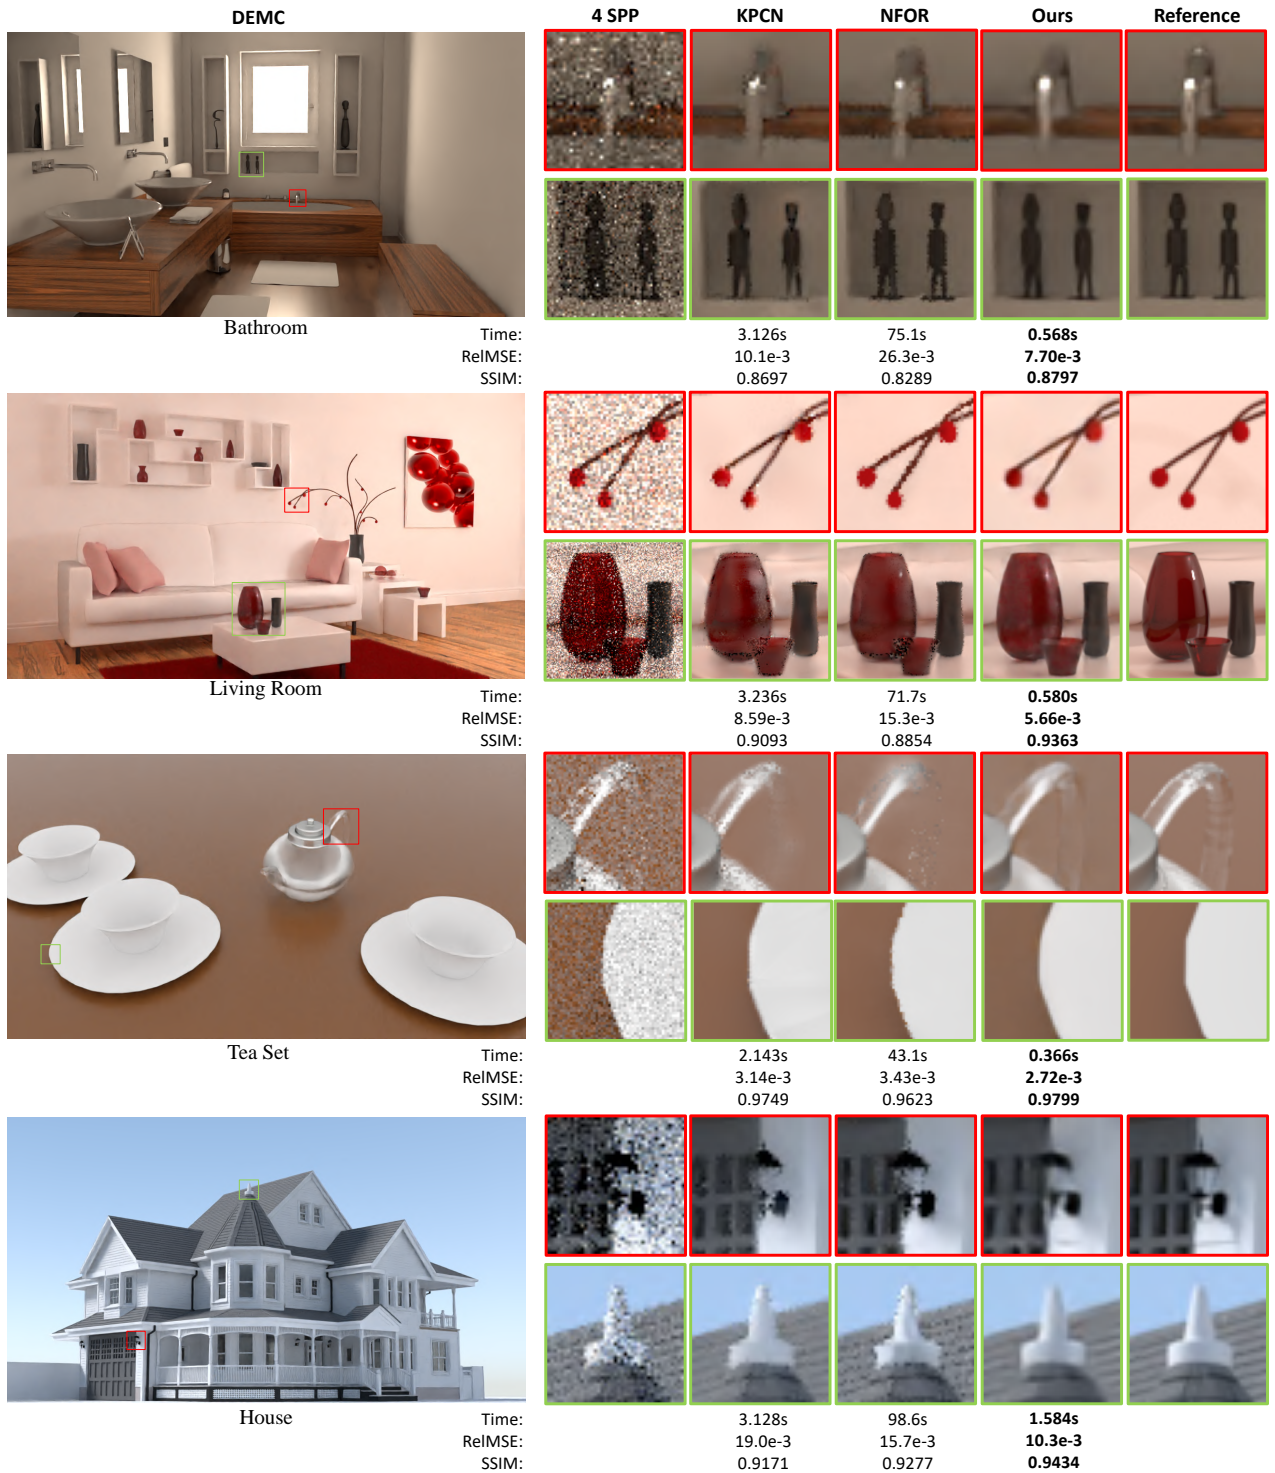 DEMC 4 SPP KPCN NFOR Ours Reference
Bathroom
Time: 3.126s 75.1s 0.568s
RelMSE: 10.1e-3 26.3e-3 7.70e-3
SSIM: 0.8697 0.8289 0.8797
Living Room
Time: 3.236s 71.7s 0.580s
RelMSE: 8.59e-3 15.3e-3 5.66e-3
SSIM: 0.9093 0.8854 0.9363
Tea Set
Time: 2.143s 43.1s 0.366s
RelMSE: 3.14e-3 3.43e-3 2.72e-3
SSIM: 0.9749 0.9623 0.9799
House
Time: 3.128s 98.6s 1.584s
RelMSE: 19.0e-3 15.7e-3 10.3e-3
SSIM: 0.9171 0.9277 0.9434